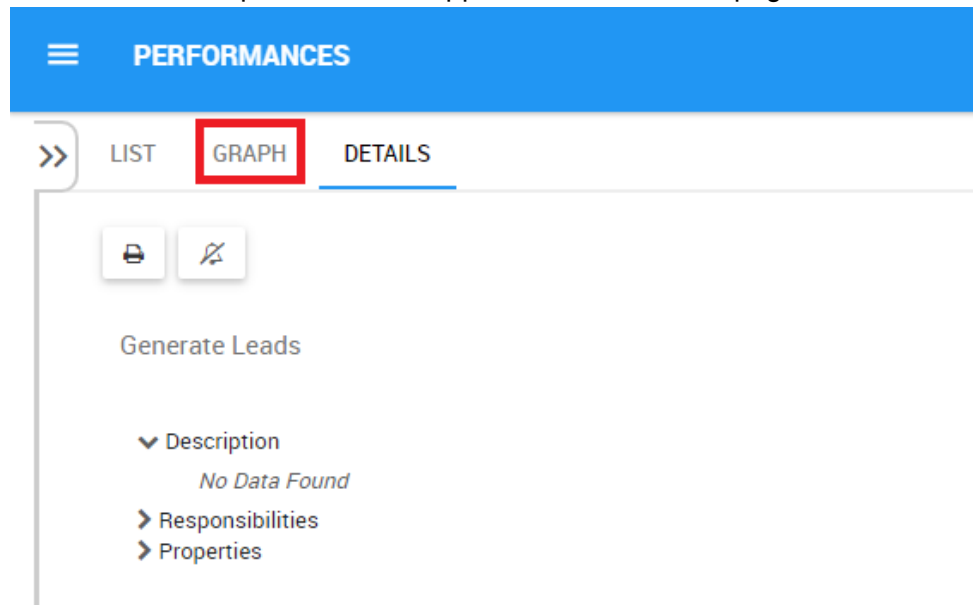 PERFORMANCES
LIST GRAPH DETAILS
Generate Leads
Description
No Data Found
Responsibilities
Properties